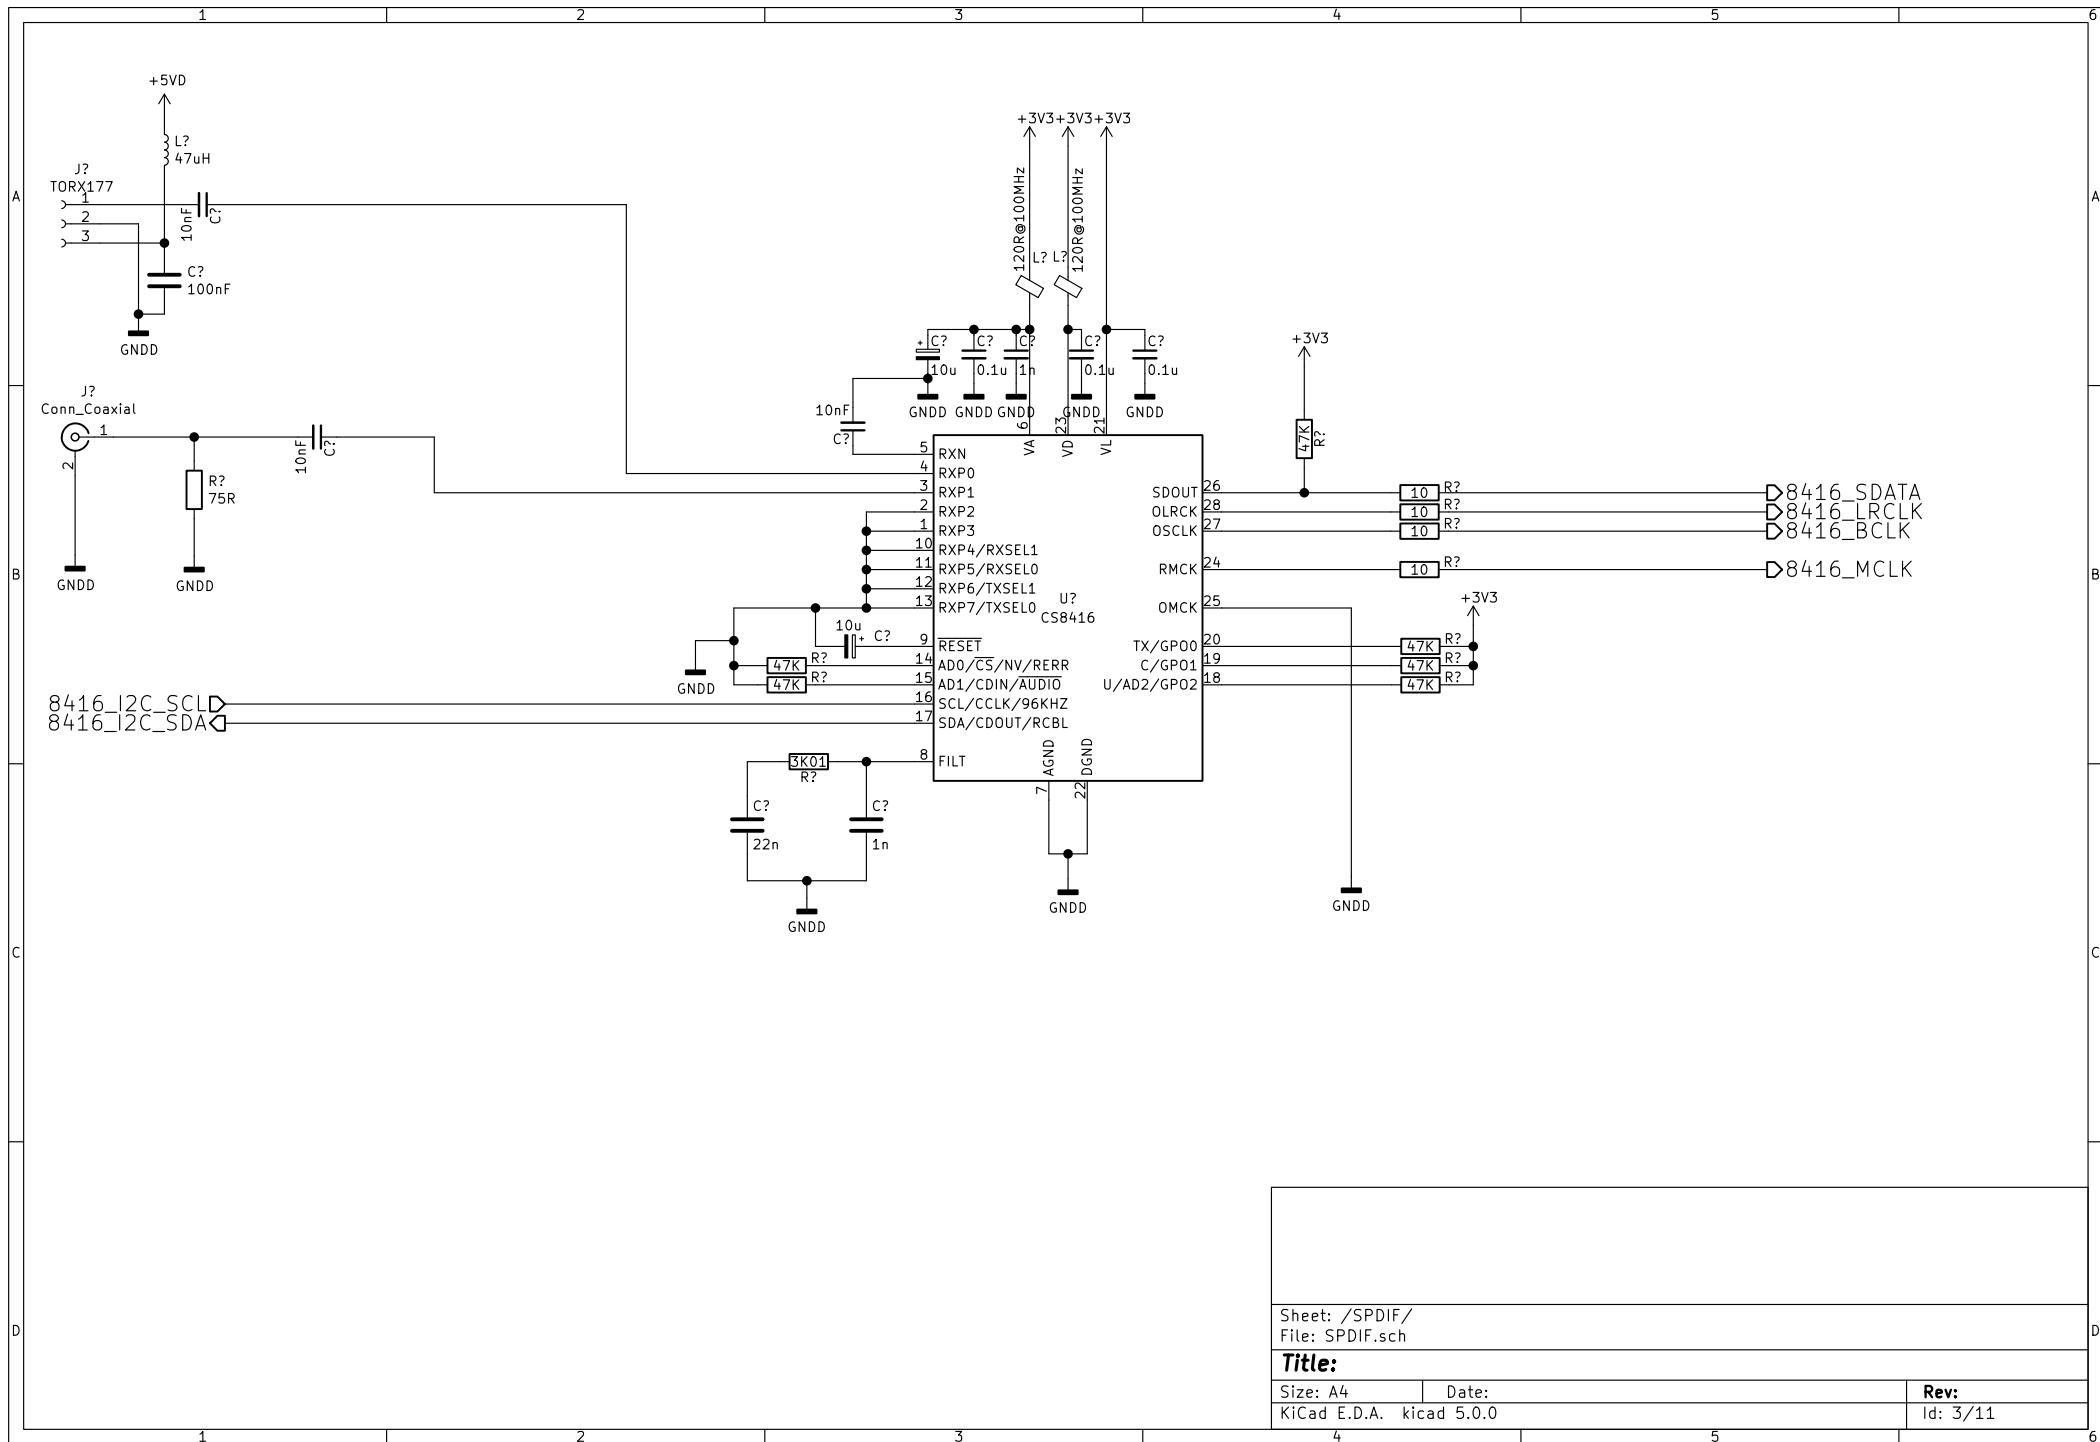 1 2 3 4 5 6
+5VD
L?
47uH
J?
TORX177
1
2
3
10nF
C?
C?
100nF
GNDD
J?
Conn_Coaxial
1
2
10nF
C?
R?
75R
GNDD
GNDD
+3V3 +3V3 +3V3
120R@100MHz
L? L?
120R@100MHz
C? C? C? C? C?
10u 0.1u 1n 0.1u 0.1u
GNDD GNDD GNDD GNDD GNDD
10nF
C?
6 VA
23 VD
21 VL
5 RXN
4 RXP0
3 RXP1
2 RXP2
1 RXP3
10 RXP4/RXSEL1
11 RXP5/RXSEL0
12 RXP6/TXSEL1
13 RXP7/TXSEL0
9 RESET
14 AD0/CS/NV/RERR
15 AD1/CDIN/AUDIO
16 SCL/CCLK/96KHZ
17 SDA/CDOUT/RCBL
8 FILT
U?
CS8416
SDOUT 26
OLRCK 28
OSCLK 27
RMCK 24
OMCK 25
TX/GPO0 20
C/GPO1 19
U/AD2/GPO2 18
AGND 7
DGND 22
GNDD
10u C?
47K R?
47K R?
GNDD
8416_I2C_SCL
8416_I2C_SDA
3K01
R?
C?
22n
C?
1n
GNDD
+3V3
47K
R?
10 R? 8416_SDATA
10 R? 8416_LRCLK
10 R? 8416_BCLK
10 R? 8416_MCLK
+3V3
47K R?
47K R?
47K R?
GNDD
A
B
C
D
A
B
C
D
Sheet: /SPDIF/
File: SPDIF.sch
Title:
Size: A4 Date: Rev:
KiCad E.D.A. kicad 5.0.0 Id: 3/11
1 2 3 4 5 6